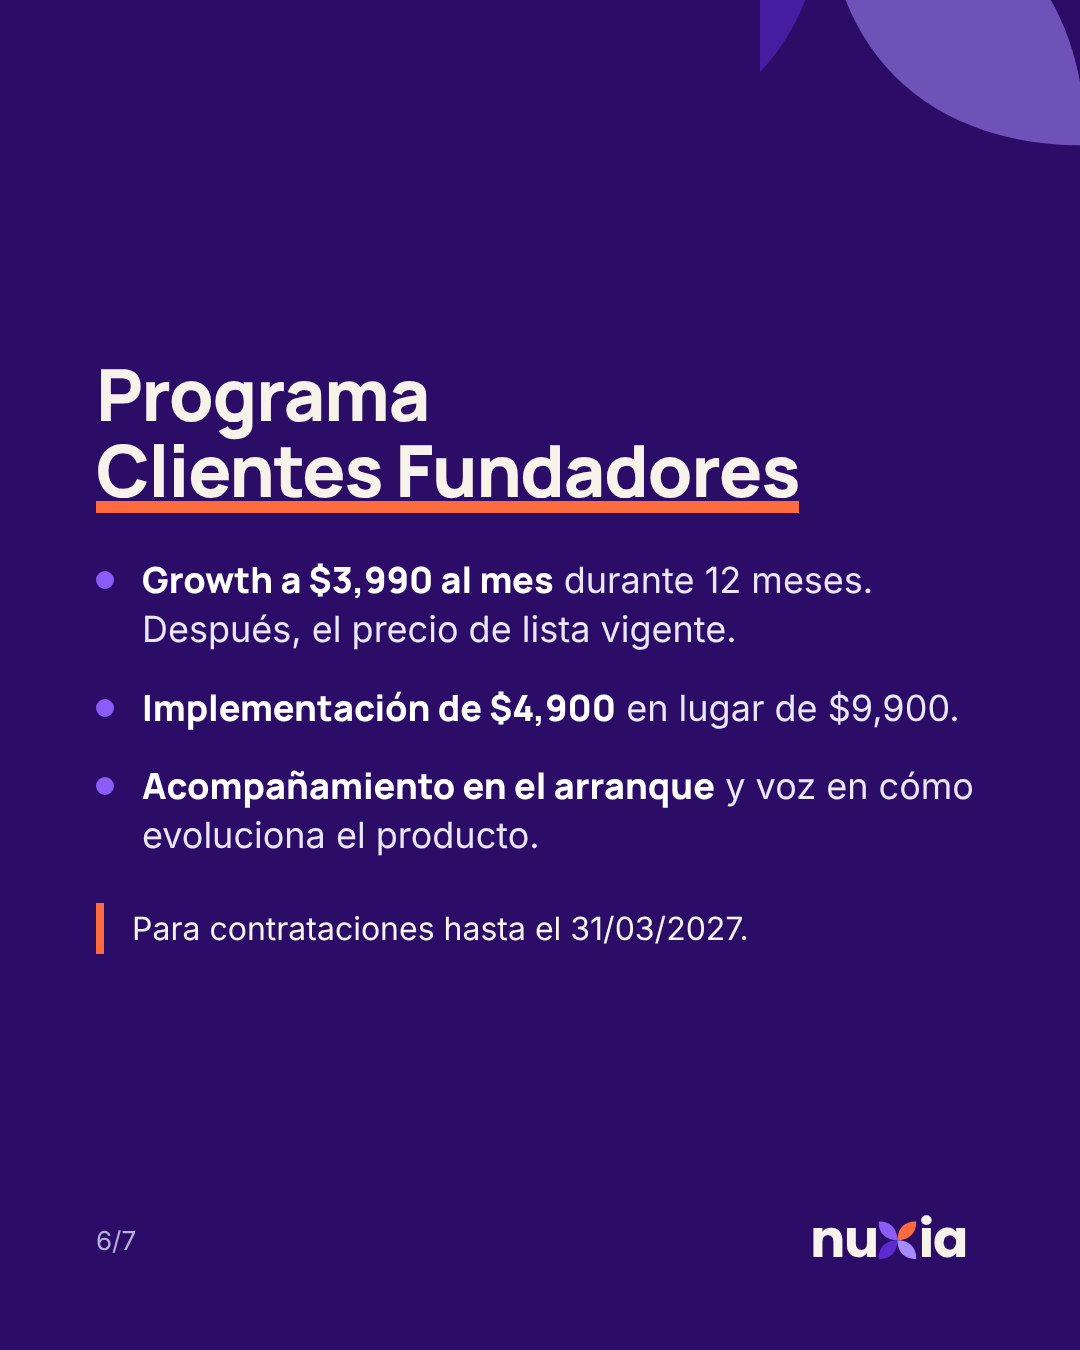 Programa
Clientes Fundadores
Growth a $3,990 al mes durante 12 meses.
Después, el precio de lista vigente.
Implementación de $4,900 en lugar de $9,900.
Acompañamiento en el arranque y voz en cómo
evoluciona el producto.
Para contrataciones hasta el 31/03/2027.
6/7
nuxia